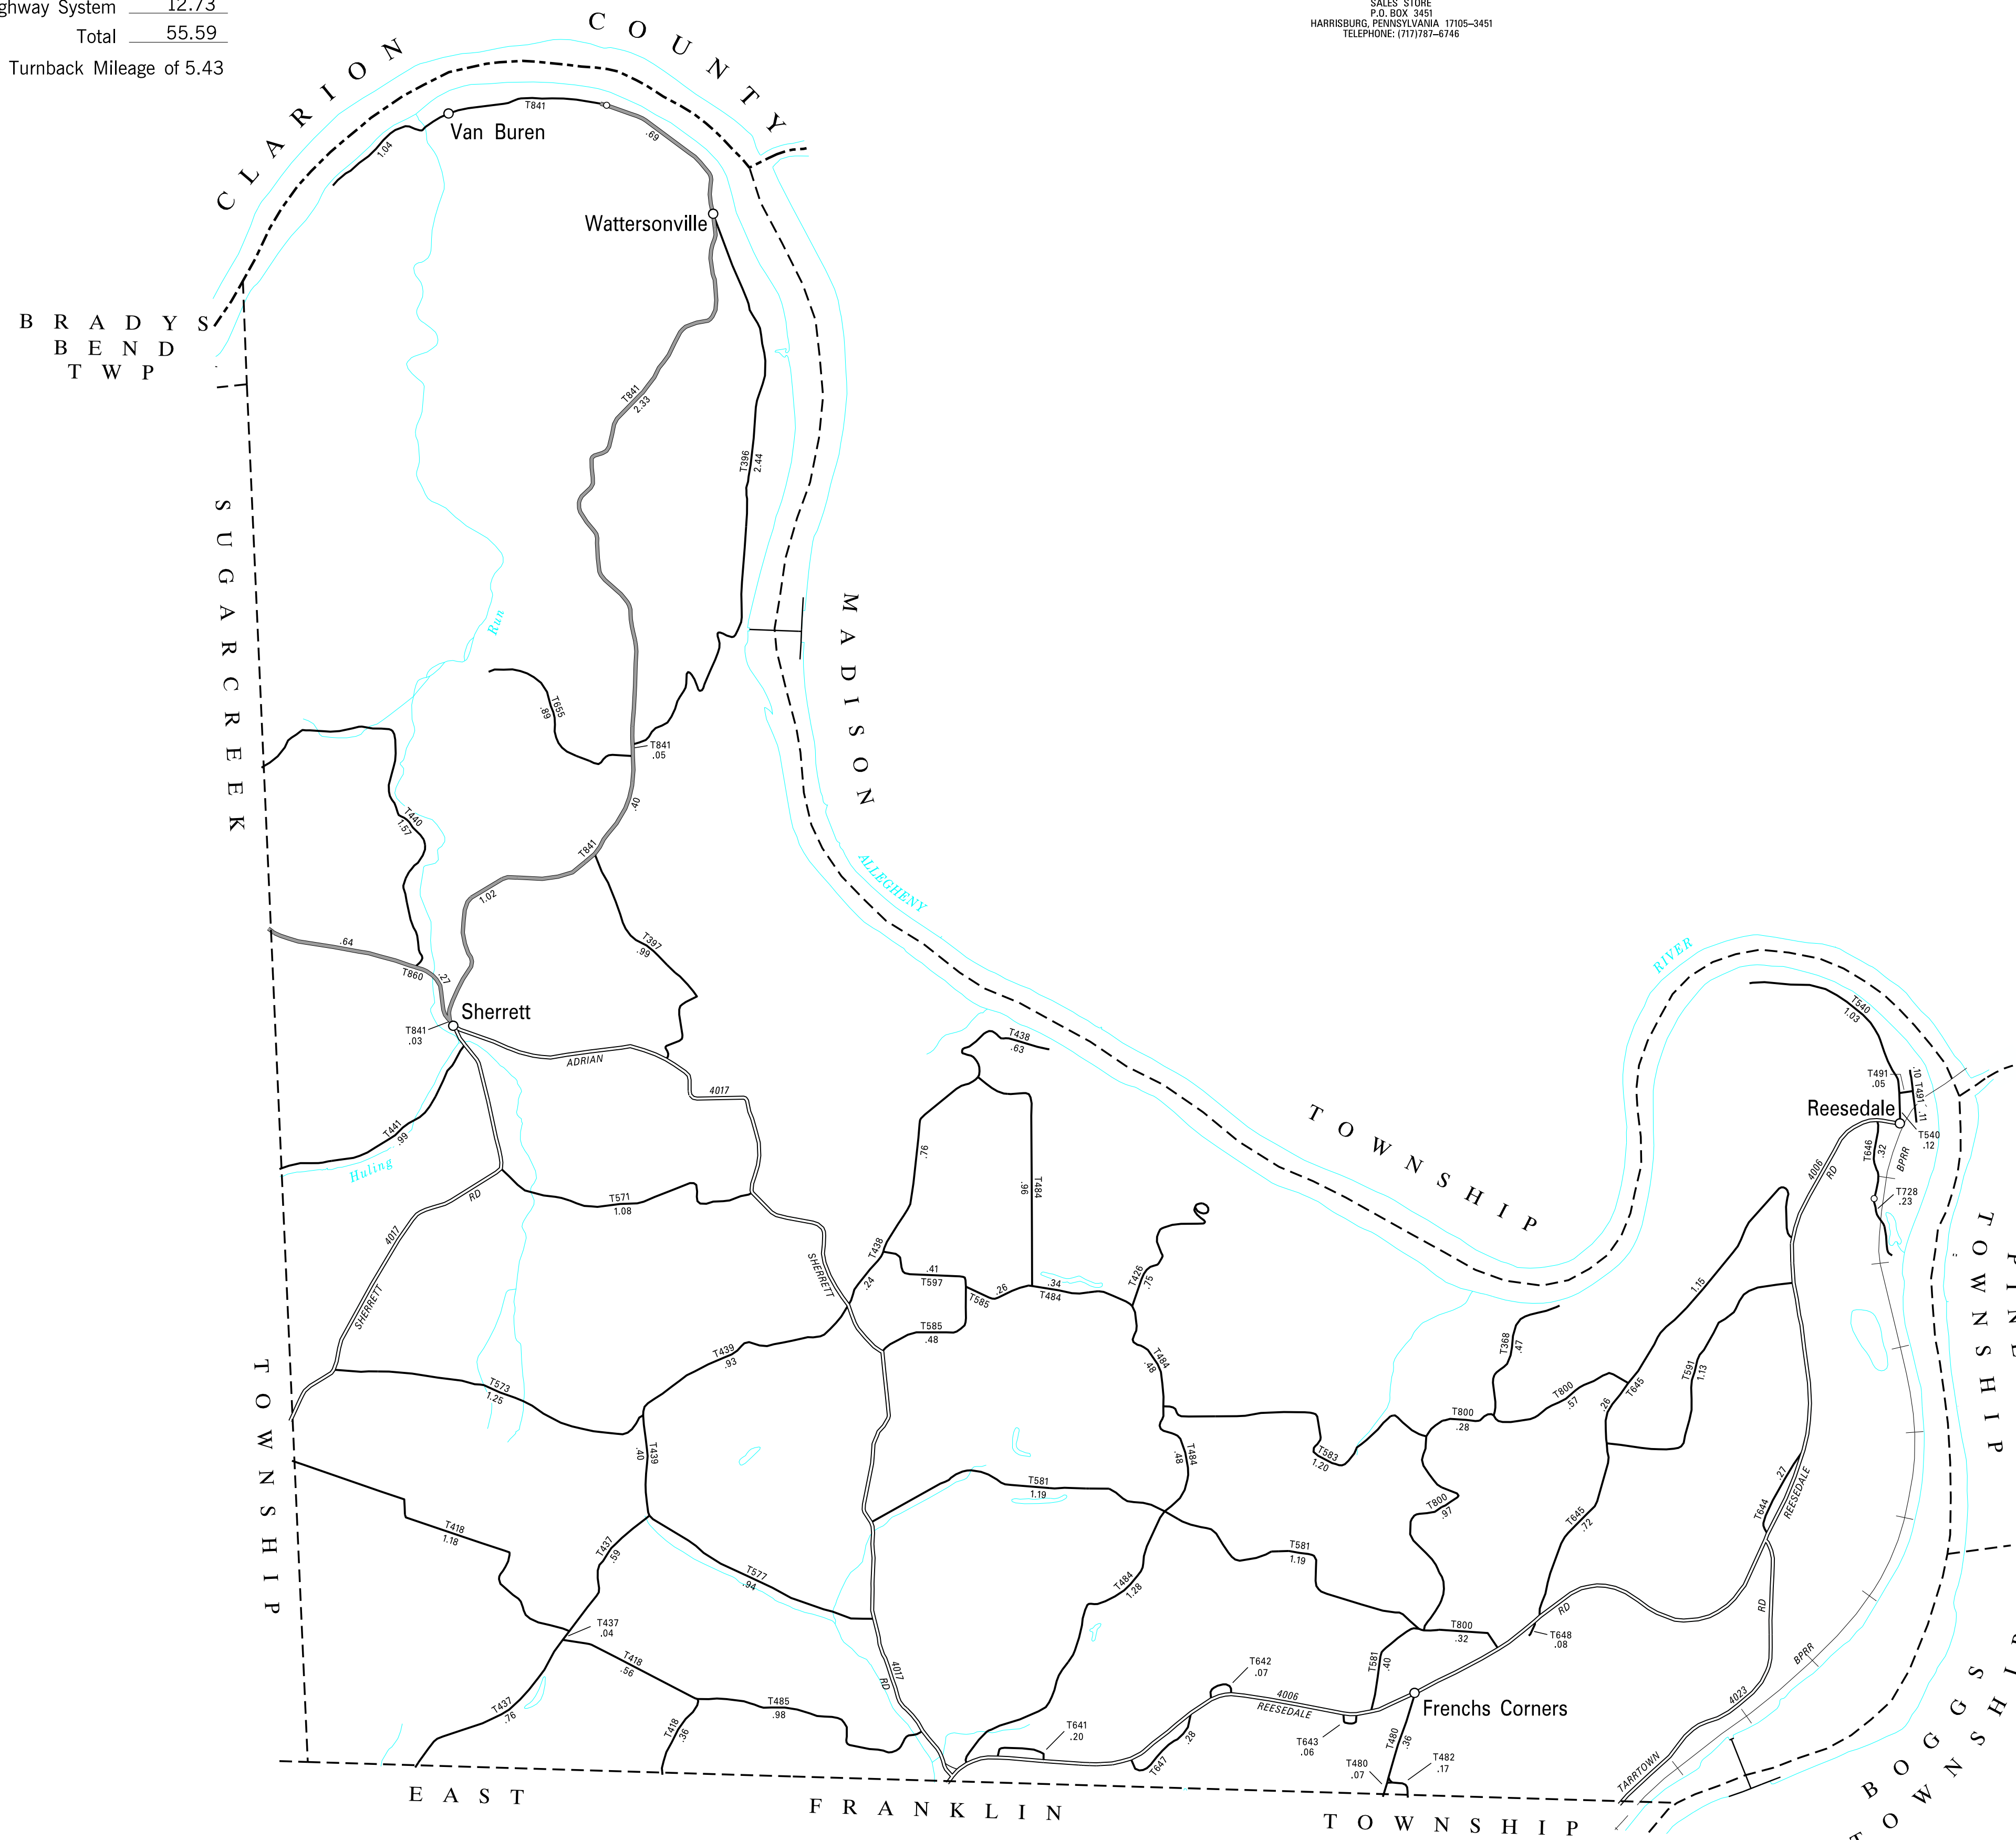 ghway System 12.73
Total 55.59
Turnback Mileage of 5.43
SALES STORE
P.O. BOX 3451
HARRISBURG, PENNSYLVANIA 17105–3451
TELEPHONE: (717)787–6746
CLARION COUNTY
T841
Van Buren
1.04
.69
Wattersonville
BRADYS
BEND
TWP
T841
2.33
T396
2.44
SUGARCREEK
TOWNSHIP
MADISON
TOWNSHIP
Run
T655
.89
T841
.05
.40
T440
1.57
T841
1.02
ALLEGHENY
RIVER
T397
.99
.64
T860
.27
Sherrett
T841
.03
ADRIAN
4017
T438
.63
T540
1.03
T491
.05
.10
T491
.11
Reesedale
T540
.12
T441
.99
Huling
RD
T571
1.08
.76
T484
.96
4006
RD
T646
.32
BPRR
T728
.23
4017
SHERRETT
SHERRETT
T438
.24
.41
T597
T585
.26
.34
T484
T426
.75
T585
.48
1.15
T439
.93
T484
.48
T368
.47
T573
1.25
T800
.57
T645
.26
T591
1.13
T800
.28
T439
.40
T484
.48
T583
1.20
T581
1.19
T800
.97
T645
.72
T644
.27
REESEDALE
T418
1.18
T437
.59
T577
.94
T581
1.19
T484
1.28
RD
RD
T437
.04
T800
.32
T648
.08
T418
.56
4017
RD
T581
.40
T642
.07
BPRR
T437
.76
T485
.98
4006
REESEDALE
Frenchs Corners
4023
T418
.36
T641
.20
T643
.06
T480
.36
T647
.28
T480
.07
T482
.17
TARRTOWN
EAST FRANKLIN TOWNSHIP
BOGGS
TOWNSHIP
PINE
TOWNSHIP